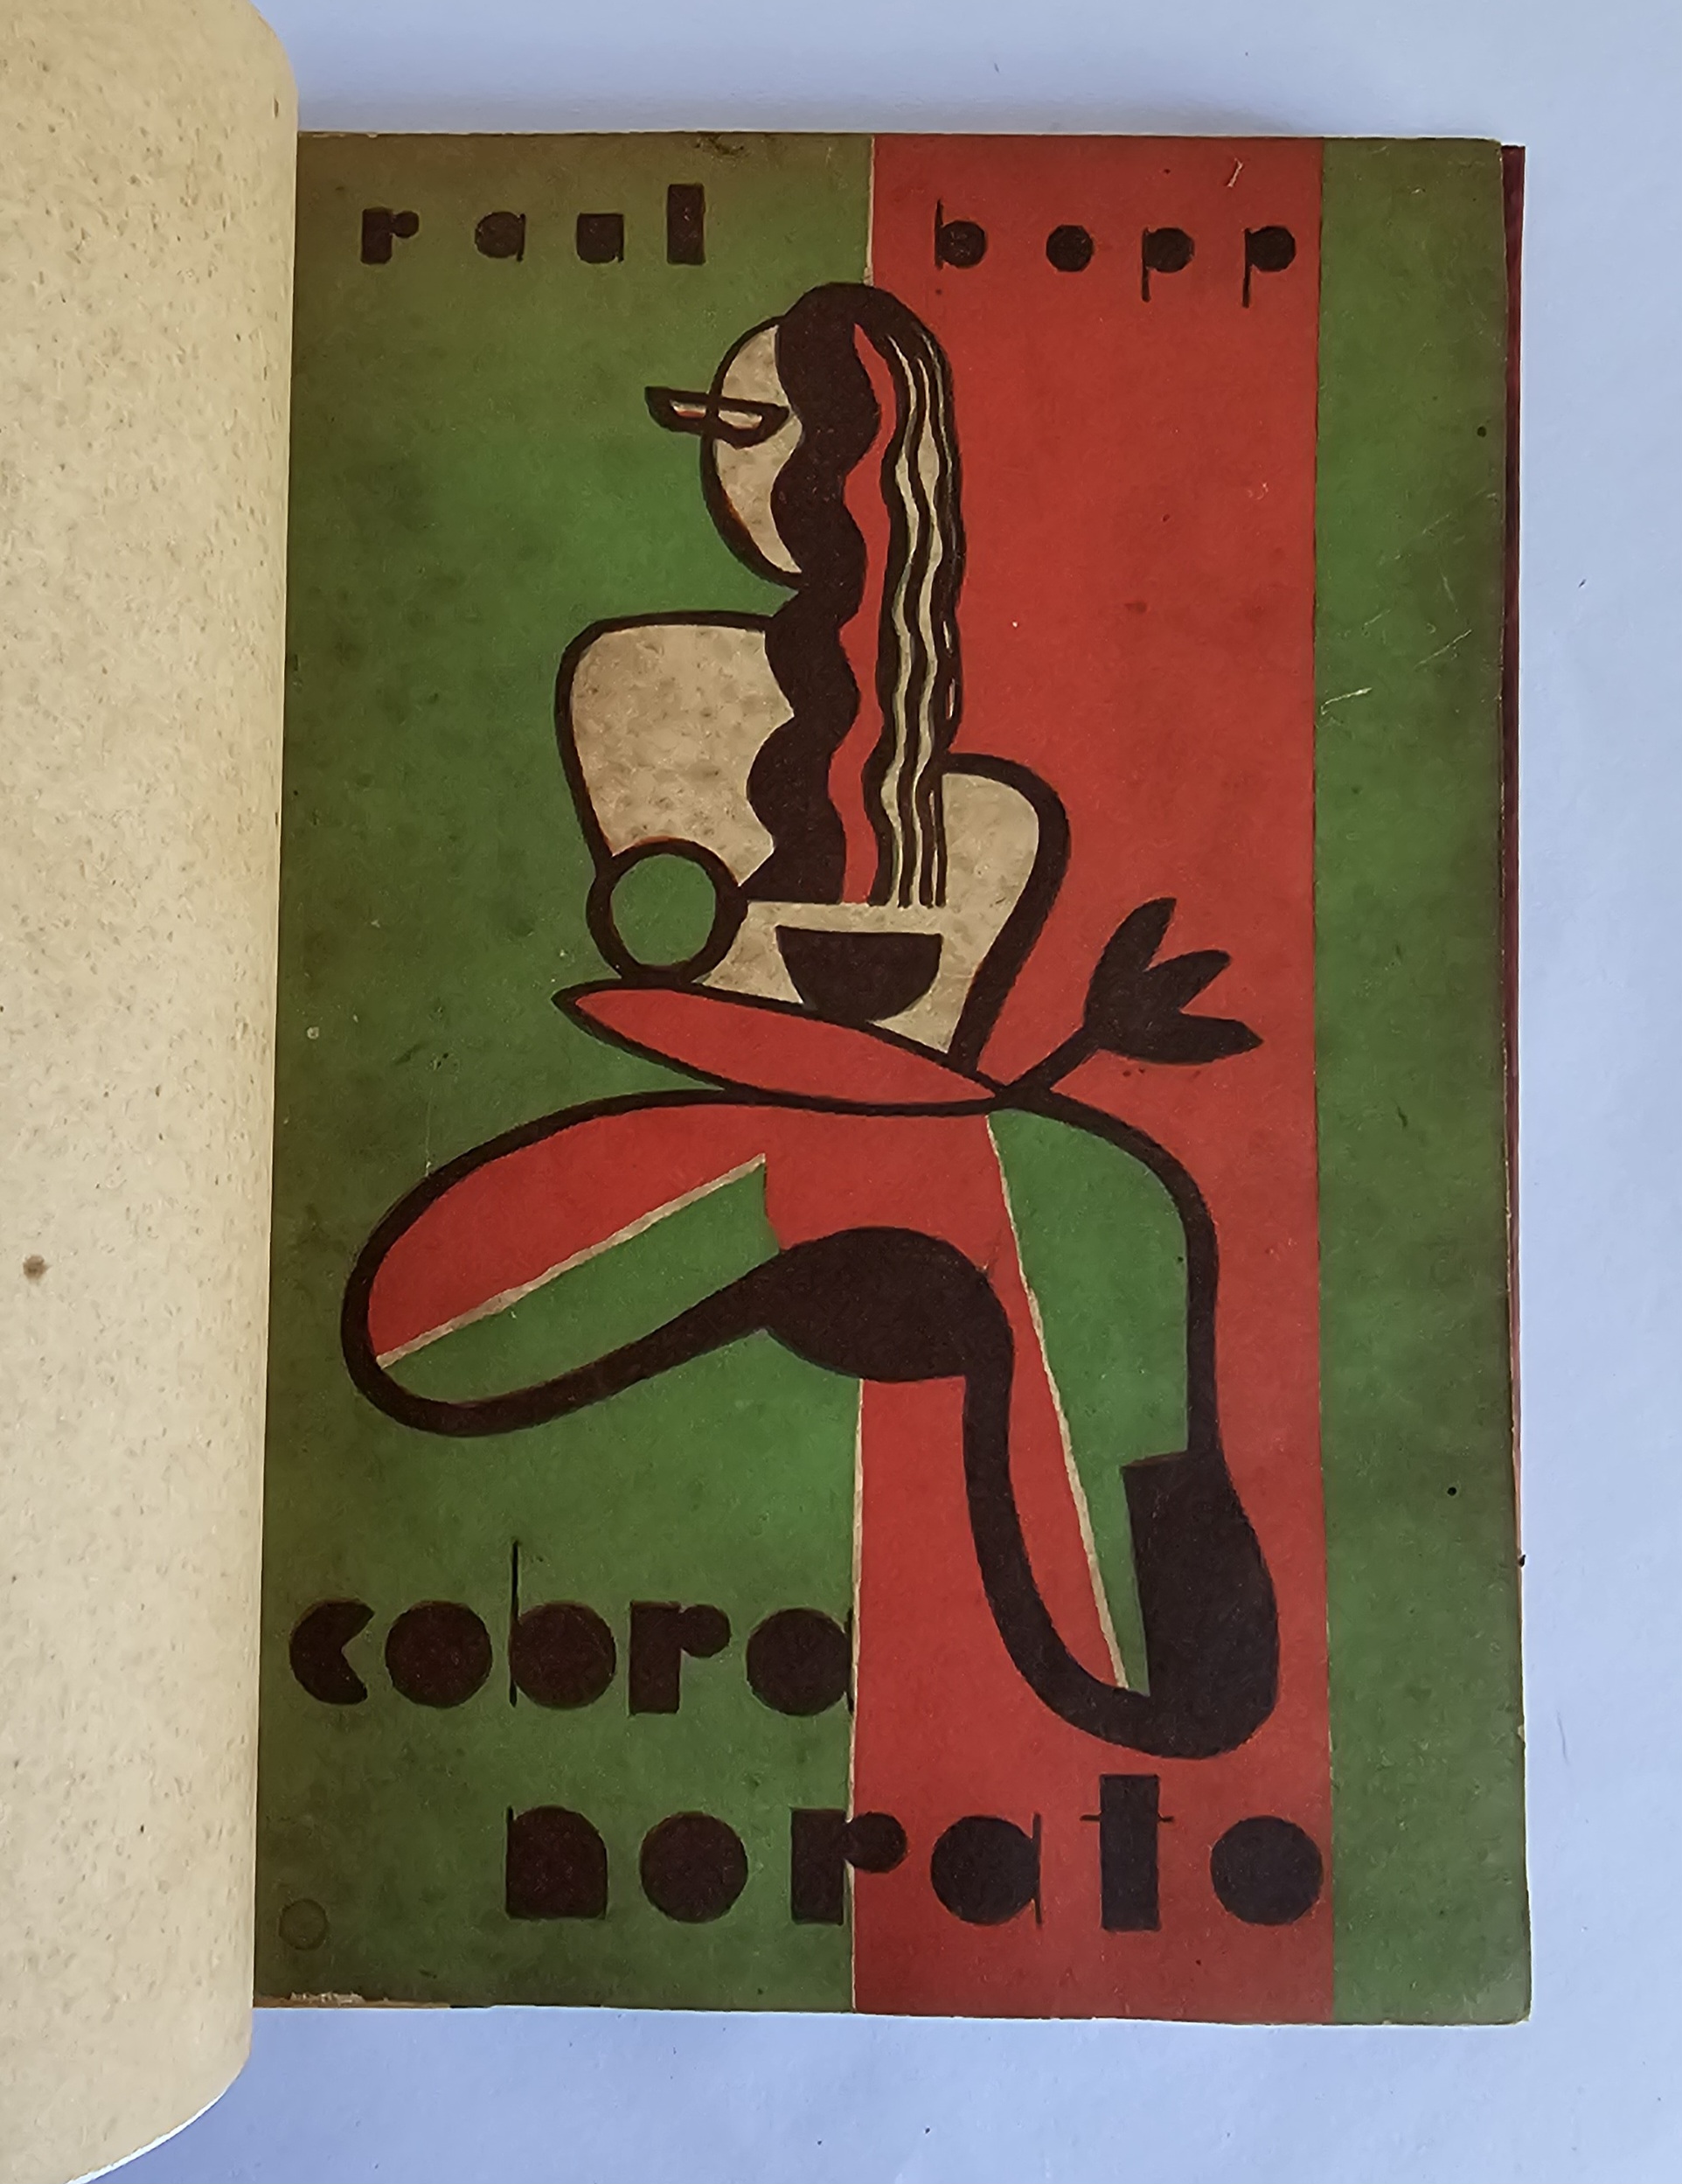 raul bopp
cobra
norato